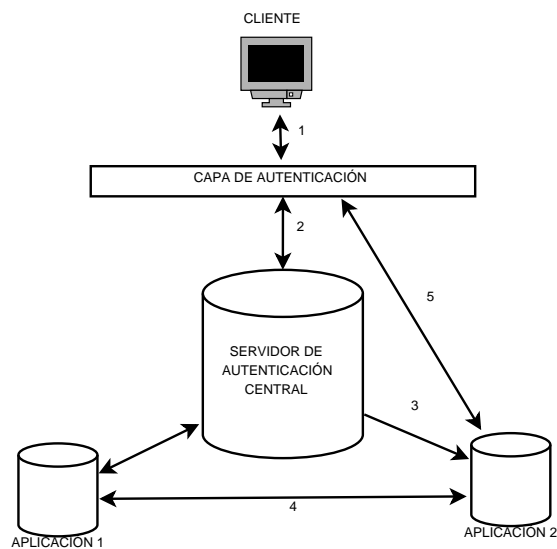 CLIENTE
1
CAPA DE AUTENTICACIÓN
2
5
SERVIDOR DE
AUTENTICACIÓN
CENTRAL
3
4
APLICACIÓN 1
APLICACIÓN 2